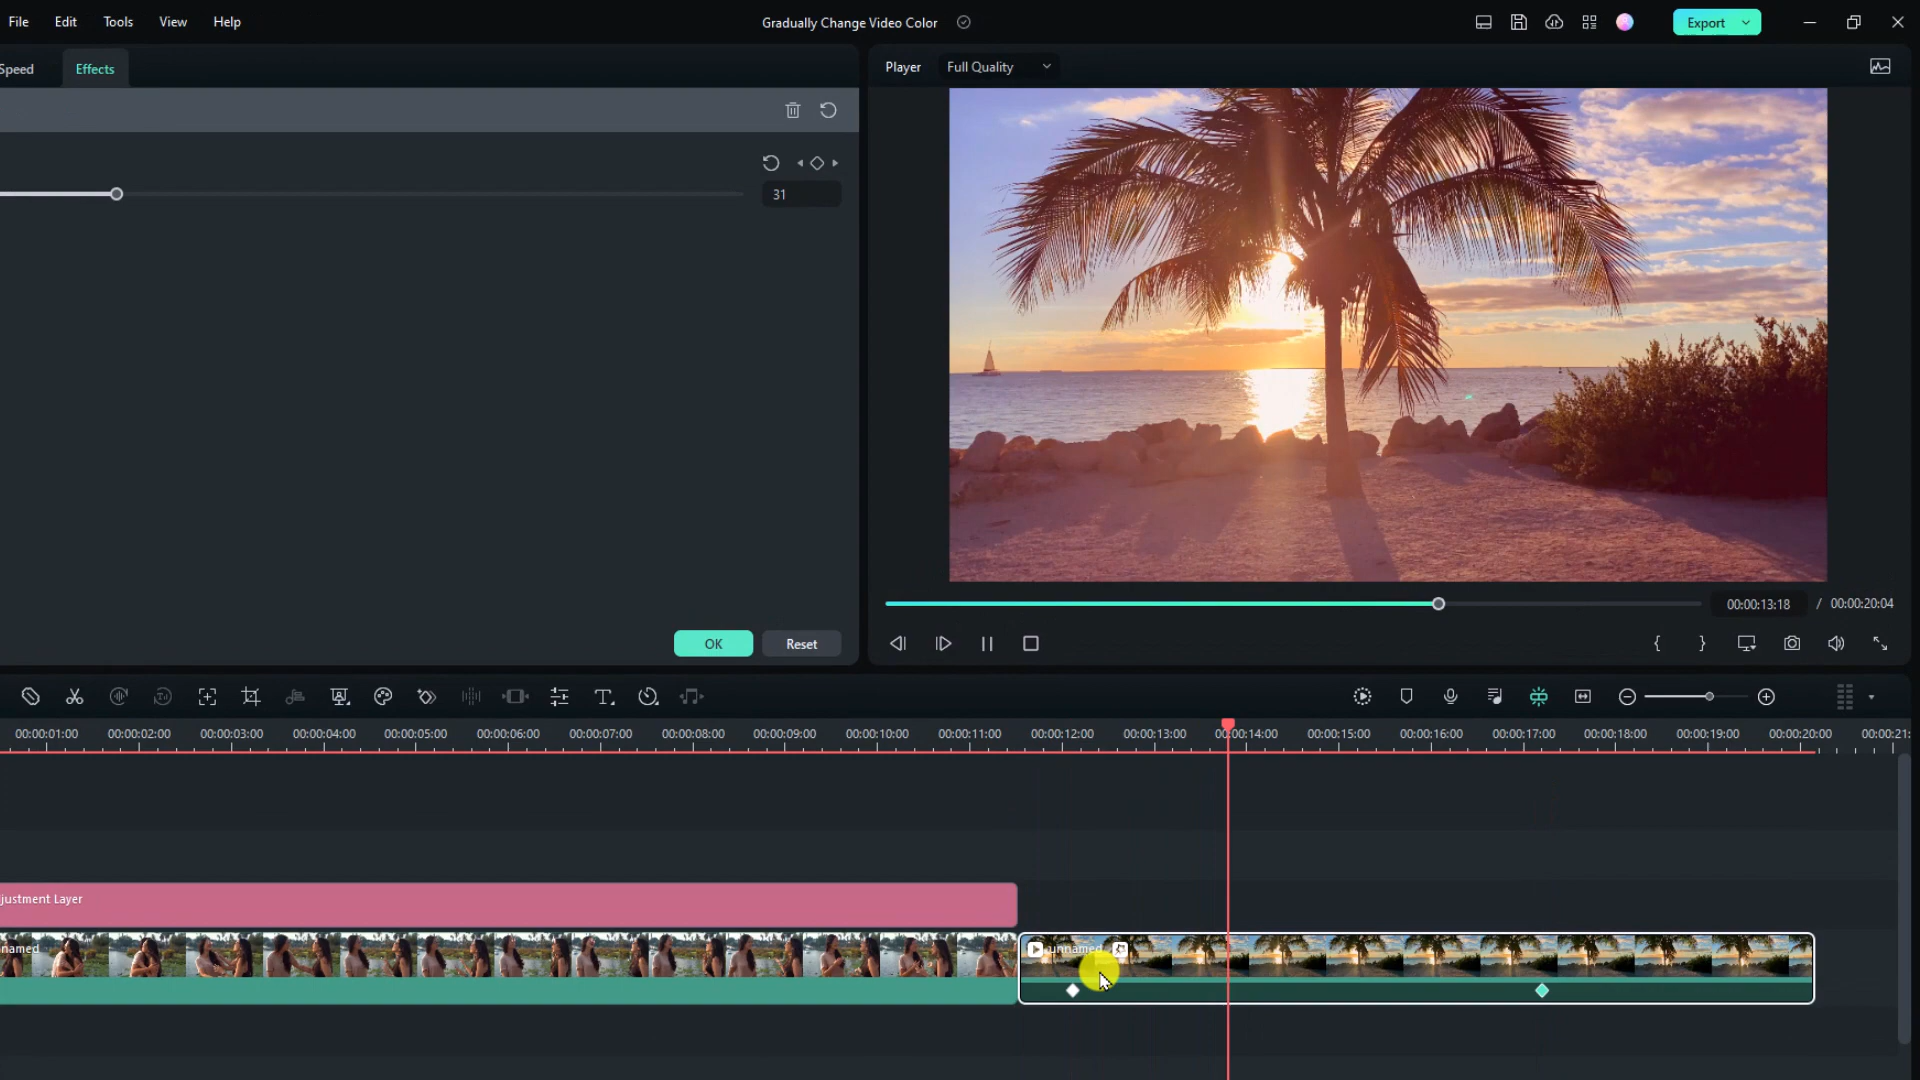 File Edit Tools View Help
Gradually Change Video Color
Export
Speed Effects
Player Full Quality
31
00:00:13:18 / 00:00:20:04
OK Reset
00:00:01:00 00:00:02:00 00:00:03:00 00:00:04:00 00:00:05:00 00:00:06:00 00:00:07:00 00:00:08:00 00:00:09:00 00:00:10:00 00:00:11:00 00:00:12:00 00:00:13:00 00:00:14:00 00:00:15:00 00:00:16:00 00:00:17:00 00:00:18:00 00:00:19:00 00:00:20:00 00:00:21:
justment Layer
named
unnamed